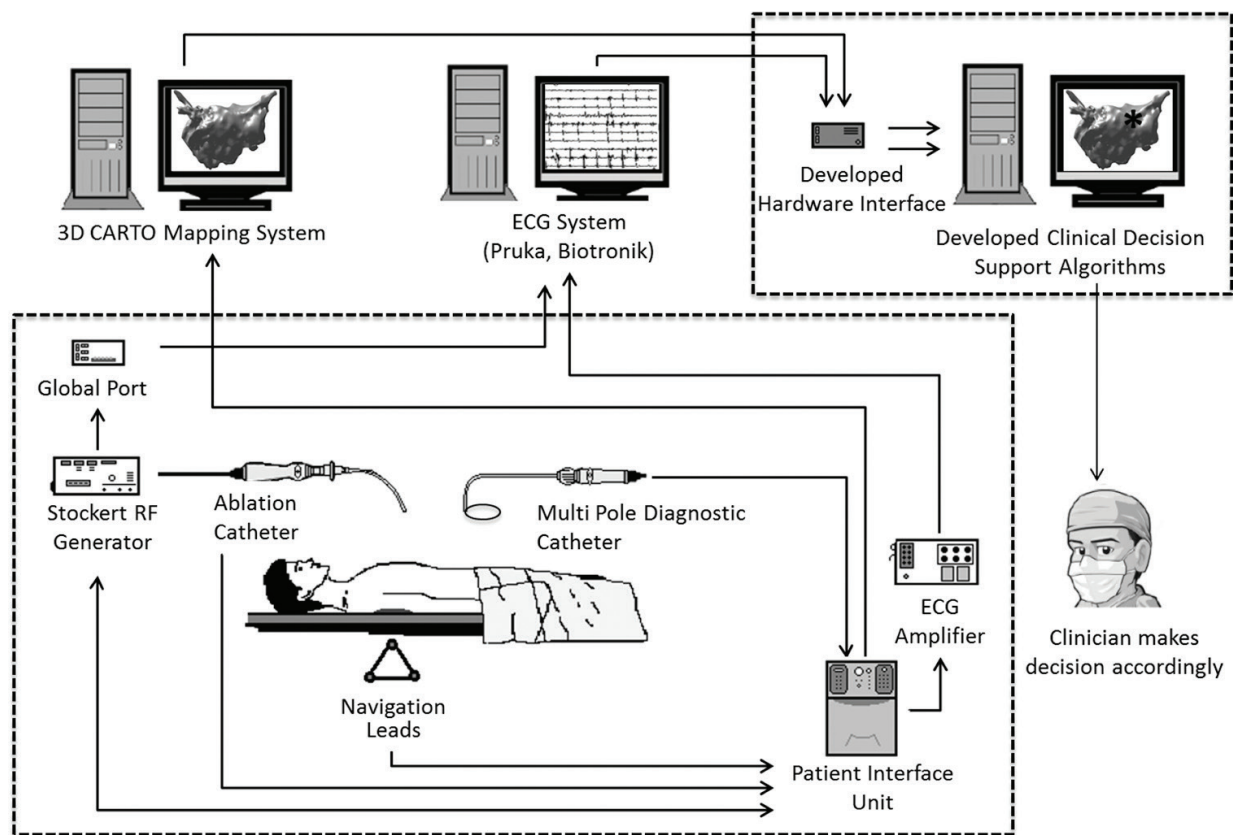 3D CARTO Mapping System
ECG System
(Pruka, Biotronik)
Developed
Hardware Interface
*
Developed Clinical Decision
Support Algorithms
Global Port
Stockert RF
Generator
Ablation
Catheter
Multi Pole Diagnostic
Catheter
Navigation
Leads
ECG
Amplifier
Patient Interface
Unit
Clinician makes
decision accordingly